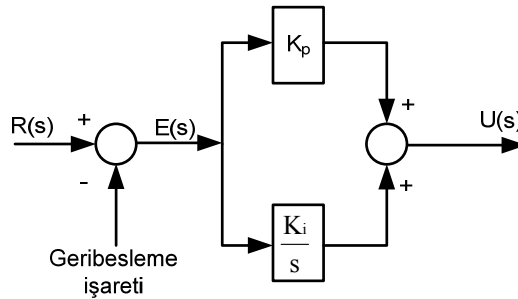 K_p
+
+
R(s)
E(s)
U(s)
-
+
Geribesleme
işareti
K_i
s